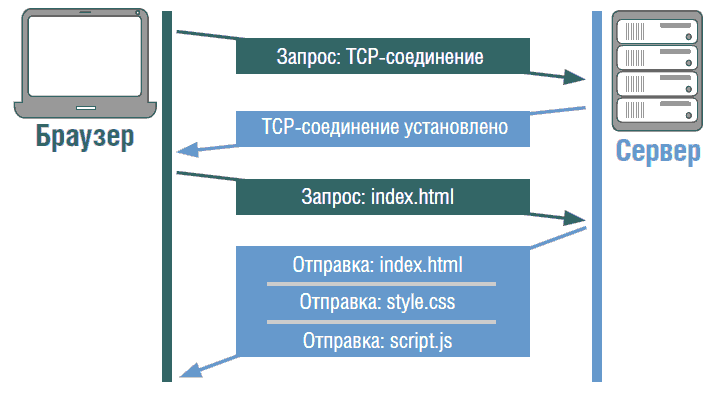 Запрос: TCP-соединение
TCP-соединение установлено
Браузер
Сервер
Запрос: index.html
Отправка: index.html
Отправка: style.css
Отправка: script.js